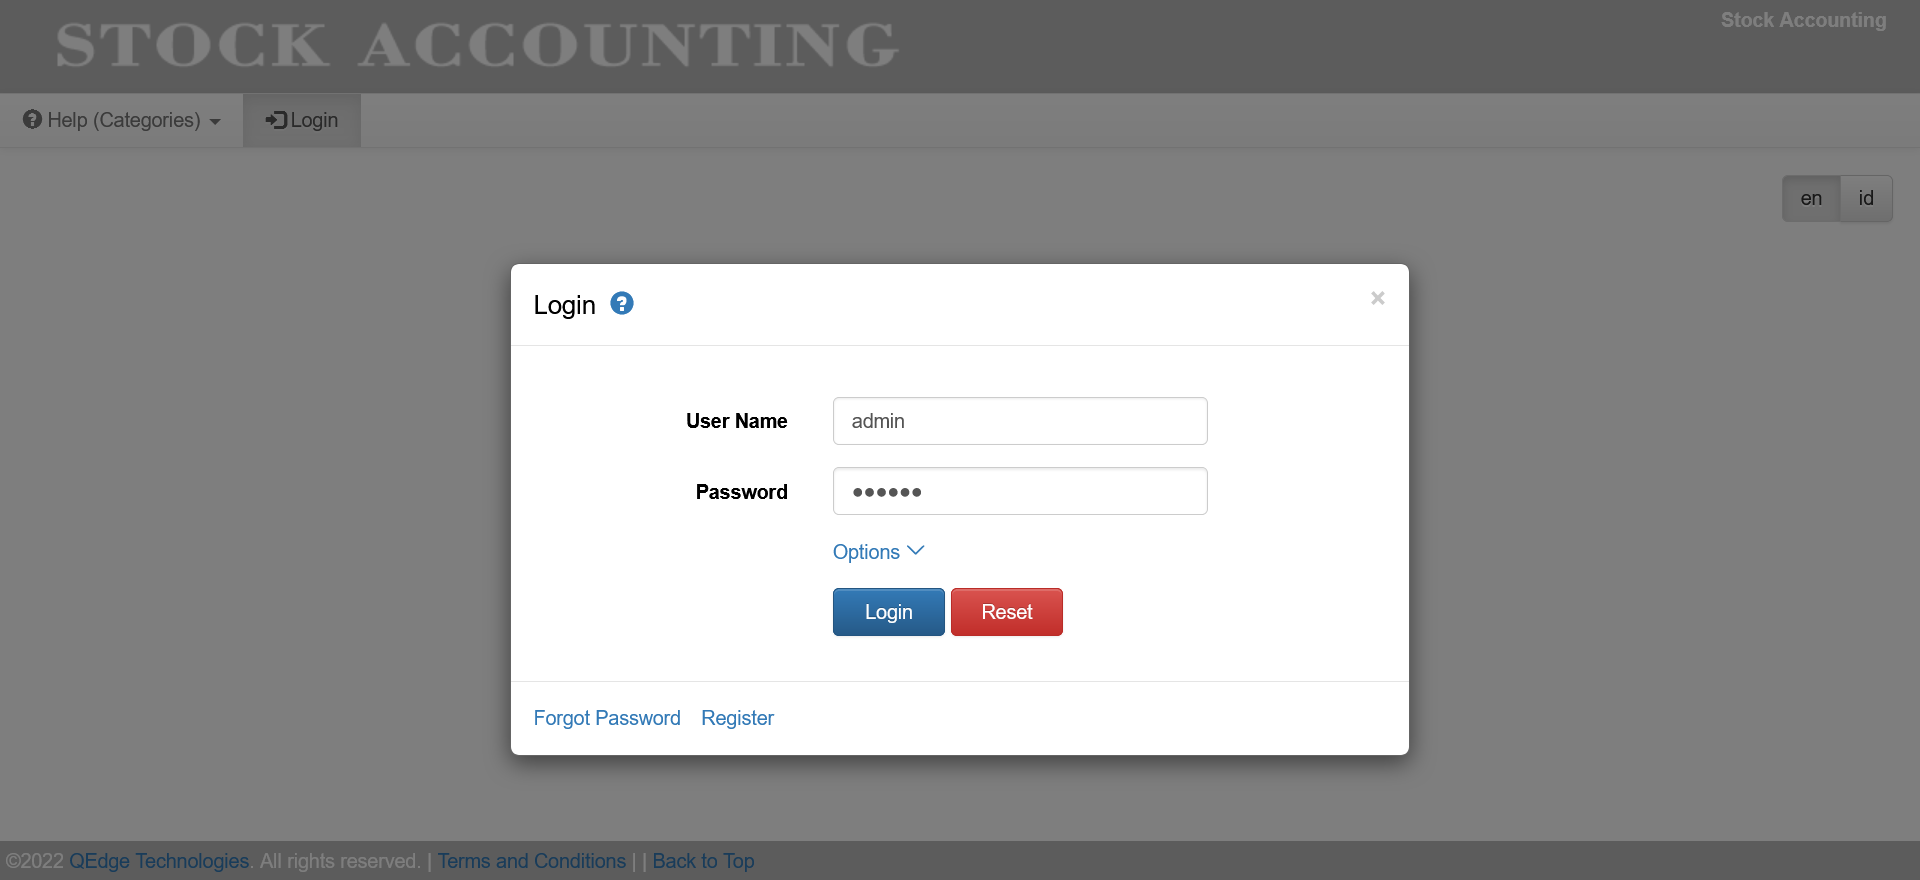 STOCK ACCOUNTING
Stock Accounting
Help (Categories)
Login
en
id
Login
×
User Name
admin
Password
••••••
Options
Login
Reset
Forgot Password
Register
©2022 QEdge Technologies. All rights reserved. | Terms and Conditions | | Back to Top